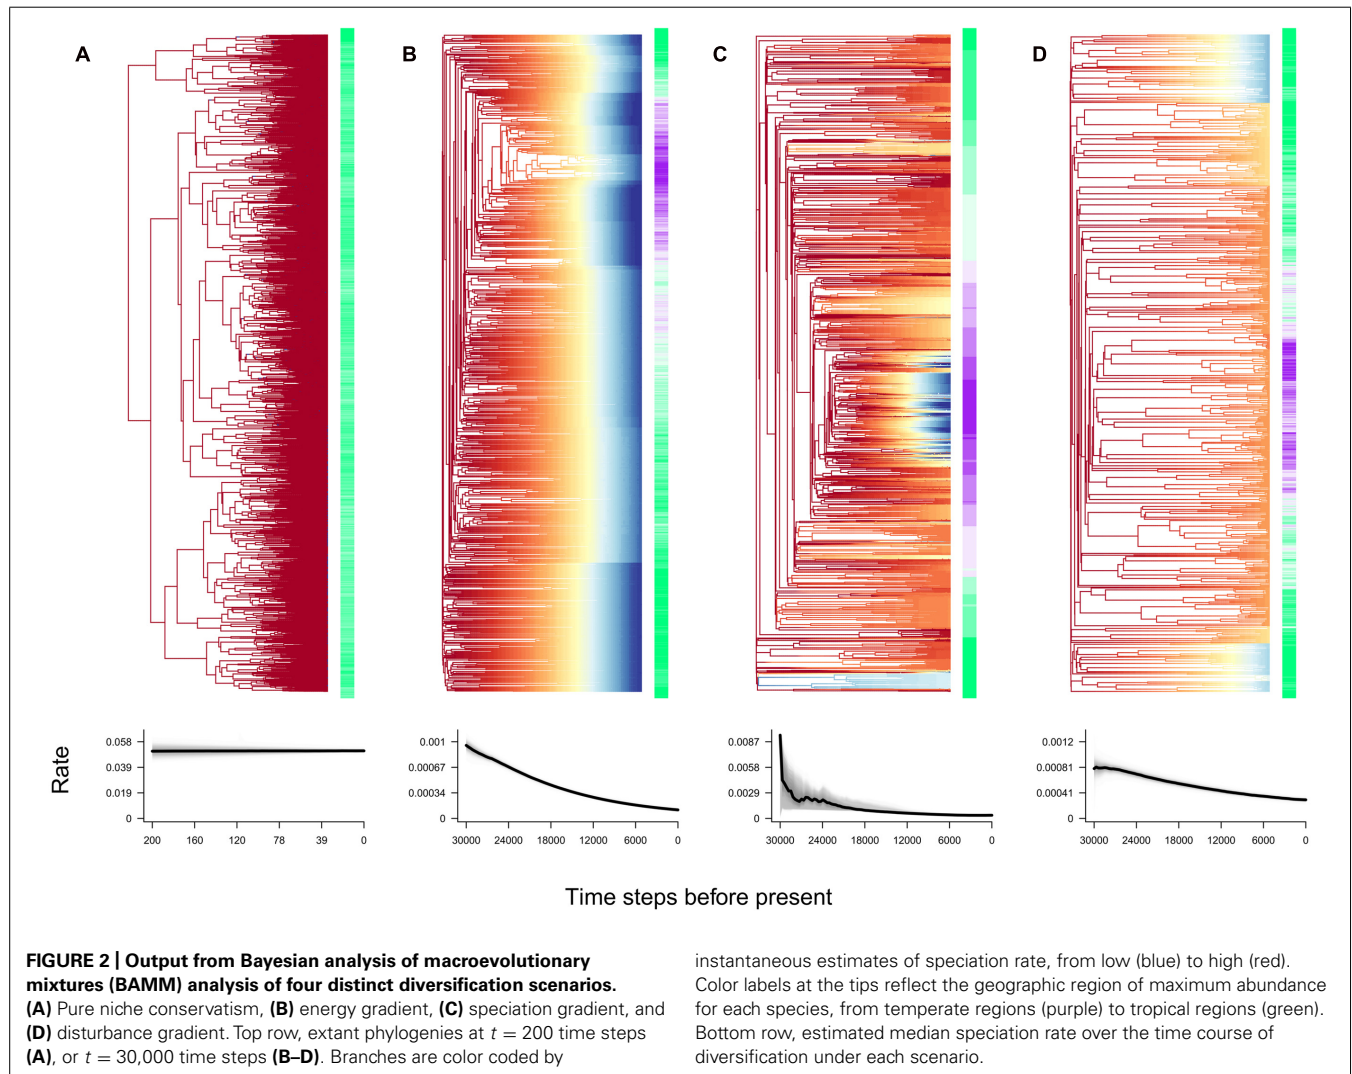 A B C D
Rate
0.058
0.039
0.019
0
200 160 120 78 39 0
0.001
0.00067
0.00034
0
30000 24000 18000 12000 6000 0
0.0087
0.0058
0.0029
0
30000 24000 18000 12000 6000 0
0.0012
0.00081
0.00041
0
30000 24000 18000 12000 6000 0
Time steps before present
FIGURE 2 | Output from Bayesian analysis of macroevolutionary
mixtures (BAMM) analysis of four distinct diversification scenarios.
(A) Pure niche conservatism, (B) energy gradient, (C) speciation gradient, and
(D) disturbance gradient. Top row, extant phylogenies at t = 200 time steps
(A), or t = 30,000 time steps (B–D). Branches are color coded by
instantaneous estimates of speciation rate, from low (blue) to high (red).
Color labels at the tips reflect the geographic region of maximum abundance
for each species, from temperate regions (purple) to tropical regions (green).
Bottom row, estimated median speciation rate over the time course of
diversification under each scenario.